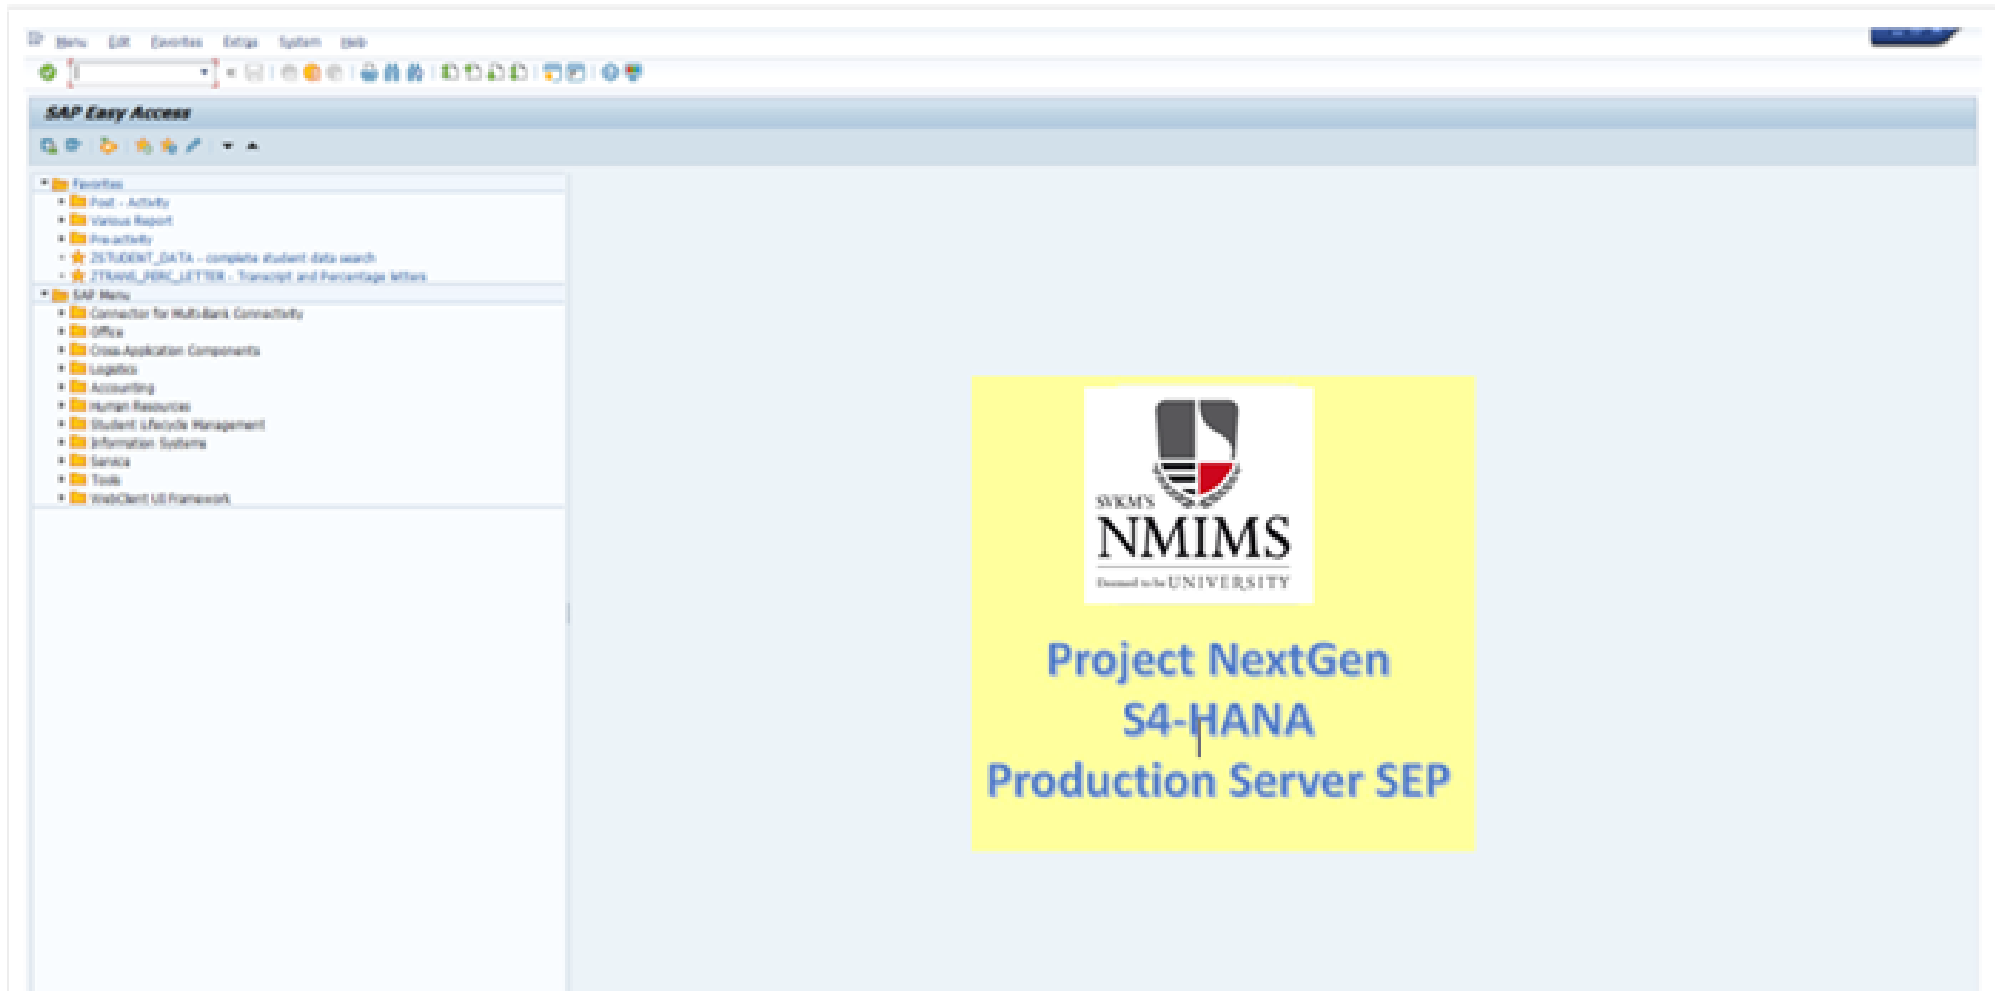 Menu Edit Favorites Extras System Help
SAP Easy Access
Favorites
Post - Activity
Various Report
Pre-activity
ZSTUDENT_DATA - complete student data search
ZTRANS_PERC_LETTER - Transcript and Percentage letters
SAP Menu
Connector for Multi-Bank Connectivity
Office
Cross-Application Components
Logistics
Accounting
Human Resources
Student Lifecycle Management
Information Systems
Service
Tools
WebClient UI Framework
SVKM'S
NMIMS
Deemed to be UNIVERSITY
Project NextGen
S4-HANA
Production Server SEP